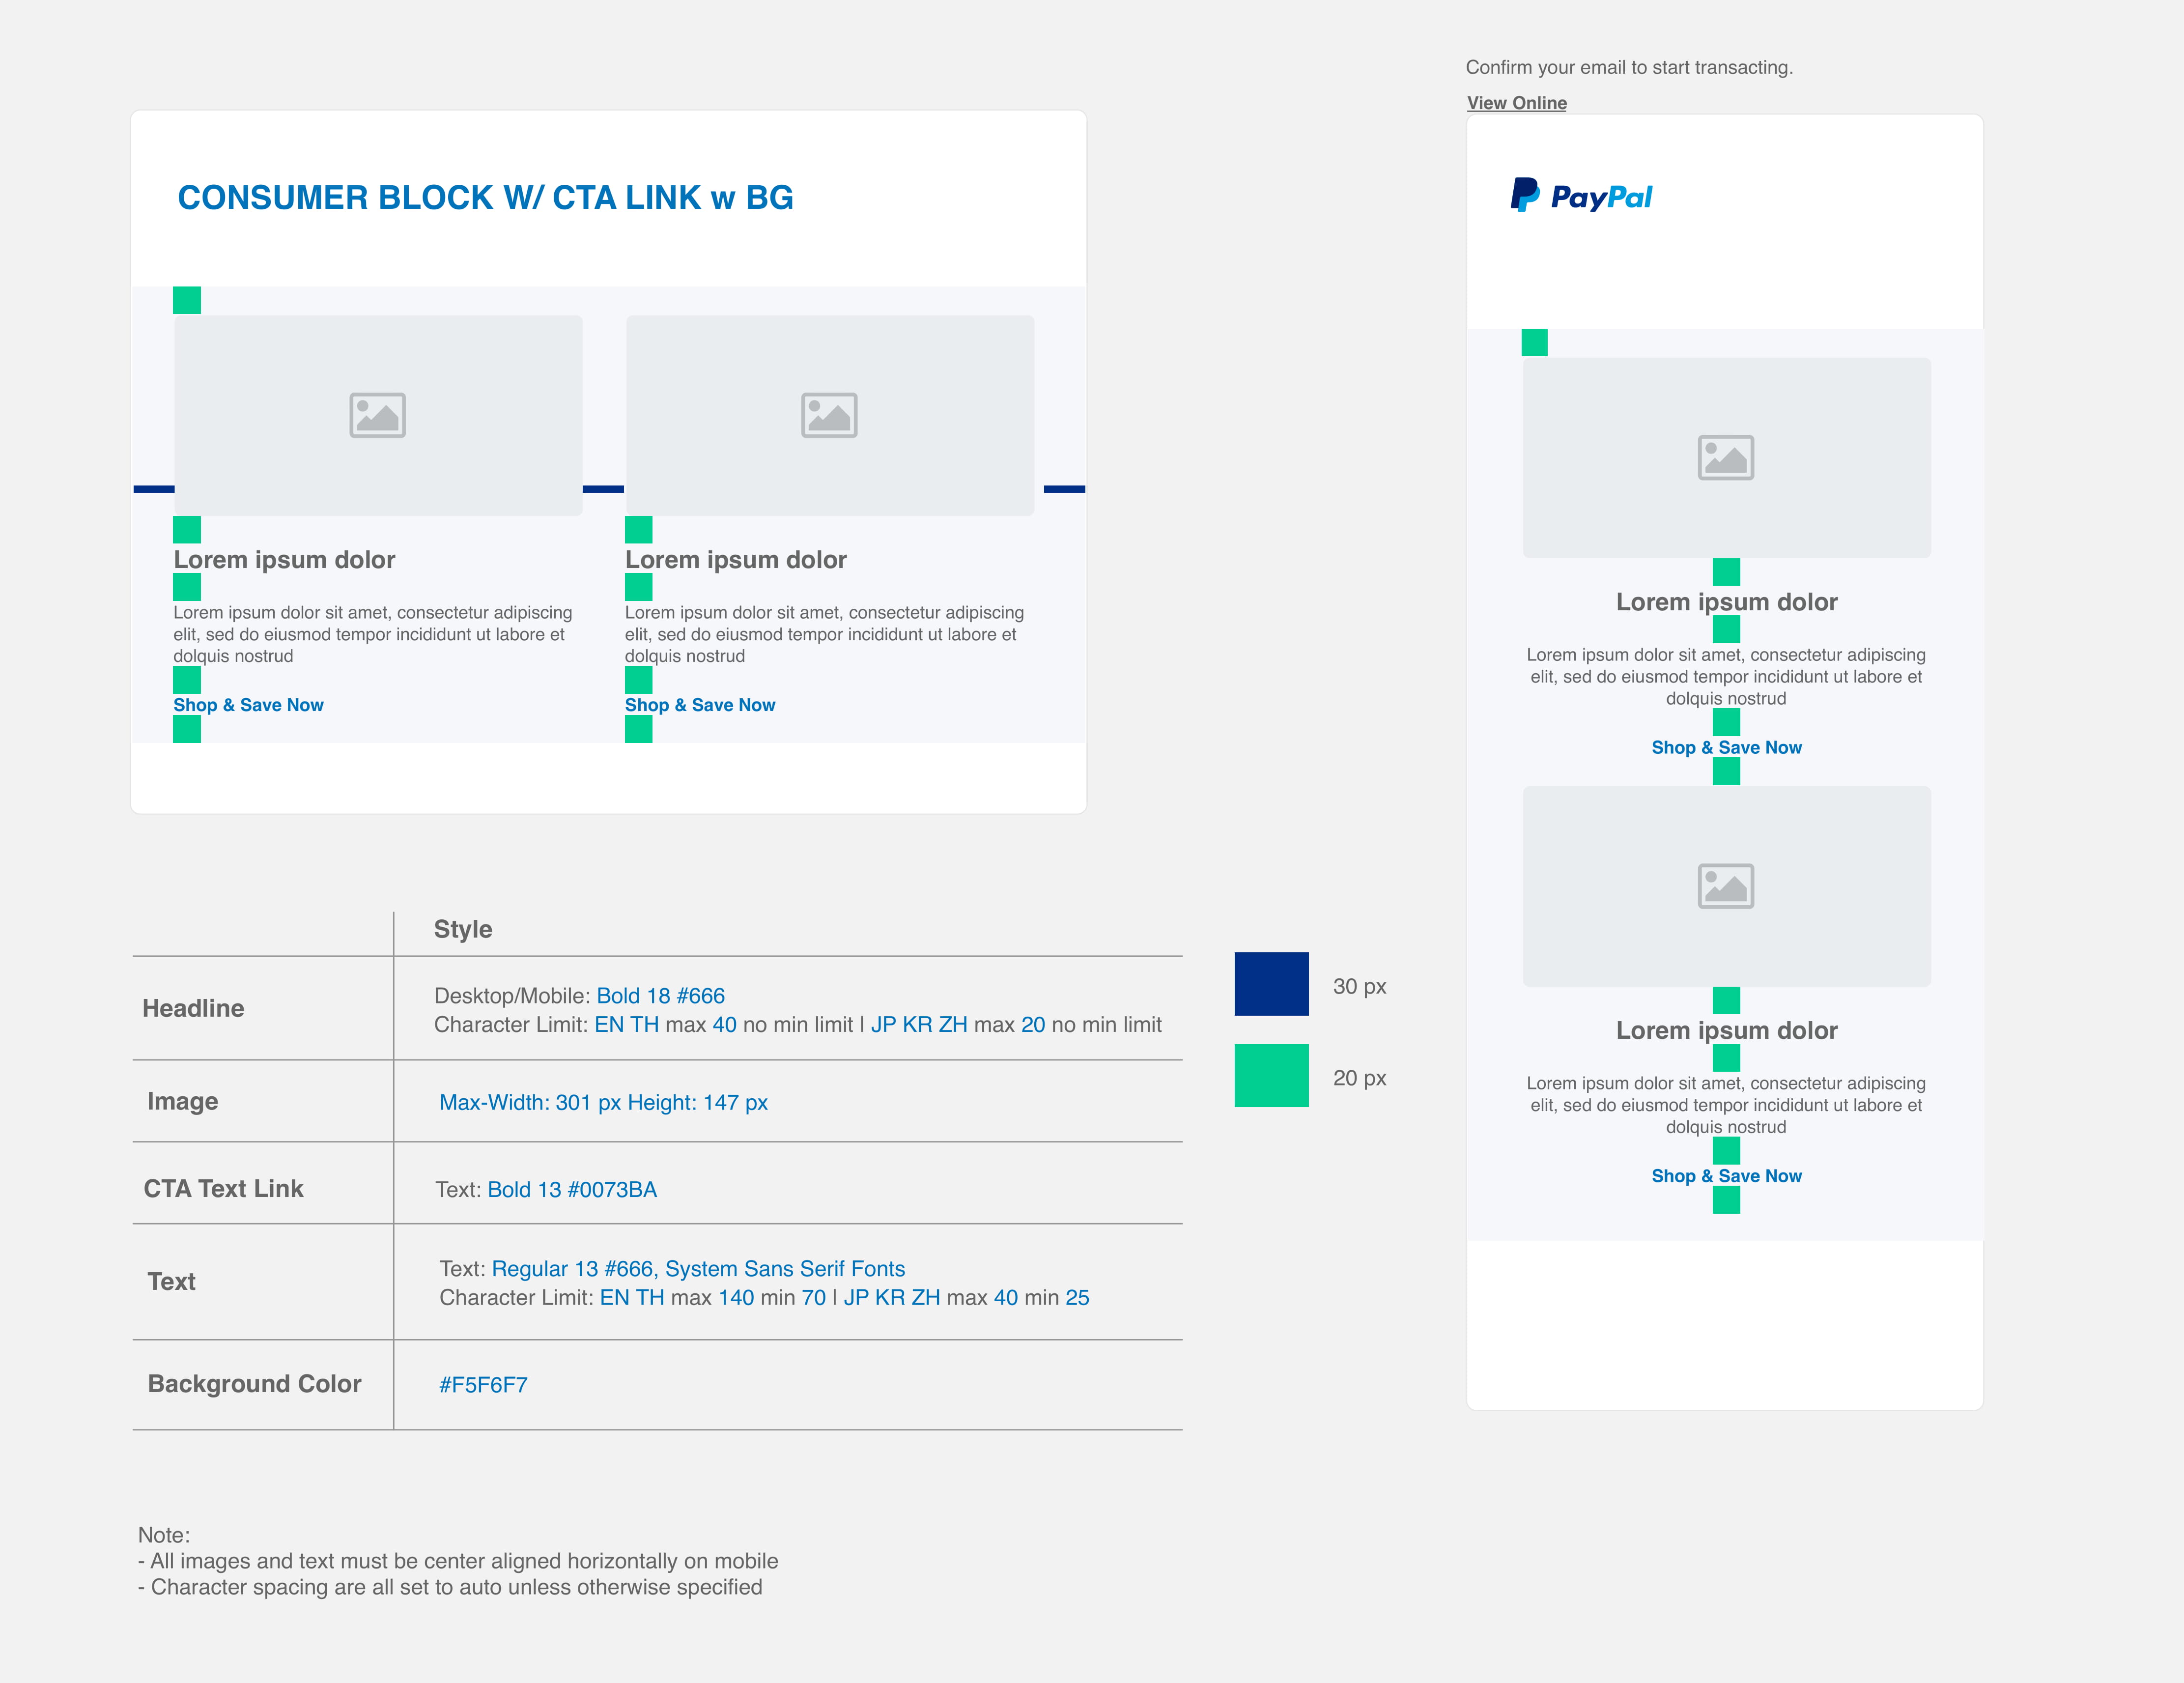 Confirm your email to start transacting.
View Online
CONSUMER BLOCK W/ CTA LINK w BG
Lorem ipsum dolor
Lorem ipsum dolor sit amet, consectetur adipiscing
elit, sed do eiusmod tempor incididunt ut labore et
dolquis nostrud
Shop & Save Now
Lorem ipsum dolor
Lorem ipsum dolor sit amet, consectetur adipiscing
elit, sed do eiusmod tempor incididunt ut labore et
dolquis nostrud
Shop & Save Now
PayPal
Lorem ipsum dolor
Lorem ipsum dolor sit amet, consectetur adipiscing
elit, sed do eiusmod tempor incididunt ut labore et
dolquis nostrud
Shop & Save Now
Lorem ipsum dolor
Lorem ipsum dolor sit amet, consectetur adipiscing
elit, sed do eiusmod tempor incididunt ut labore et
dolquis nostrud
Shop & Save Now
Style
Headline
Desktop/Mobile: Bold 18 #666
Character Limit: EN TH max 40 no min limit | JP KR ZH max 20 no min limit
Image
Max-Width: 301 px Height: 147 px
CTA Text Link
Text: Bold 13 #0073BA
Text
Text: Regular 13 #666, System Sans Serif Fonts
Character Limit: EN TH max 140 min 70 | JP KR ZH max 40 min 25
Background Color
#F5F6F7
30 px
20 px
Note:
- All images and text must be center aligned horizontally on mobile
- Character spacing are all set to auto unless otherwise specified